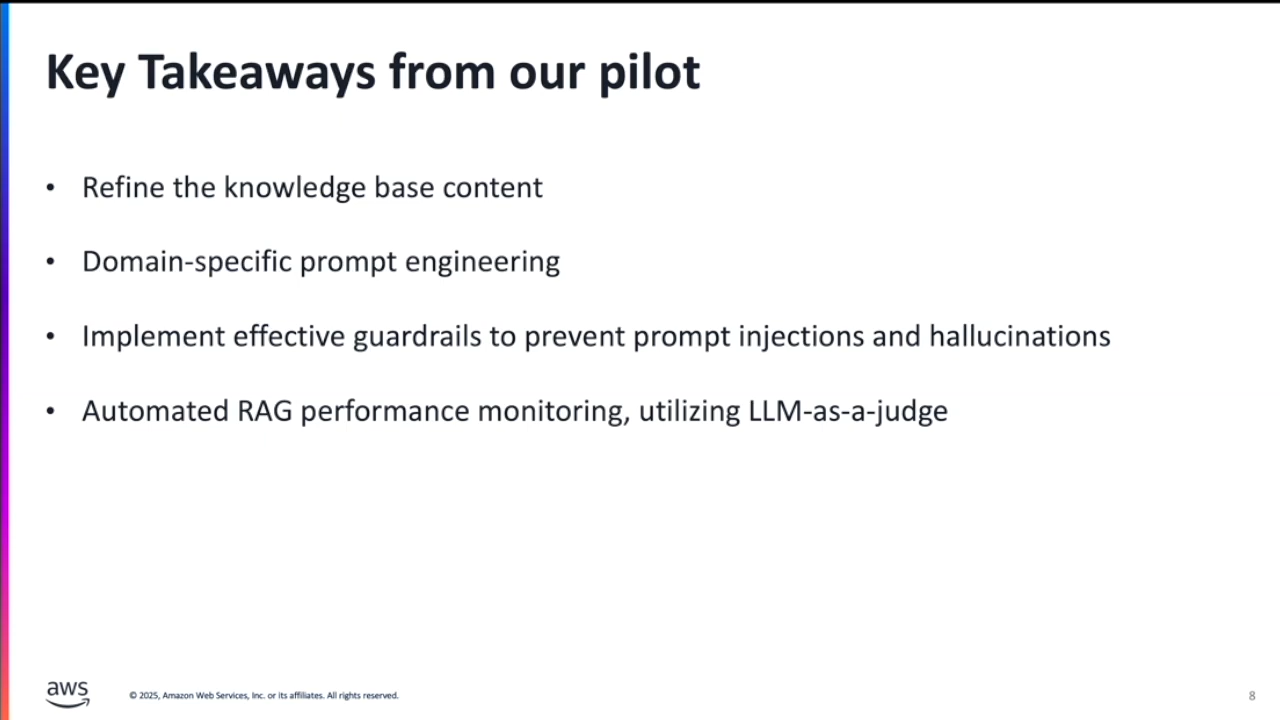 Key Takeaways from our pilot
• Refine the knowledge base content
• Domain-specific prompt engineering
• Implement effective guardrails to prevent prompt injections and hallucinations
• Automated RAG performance monitoring, utilizing LLM-as-a-judge
aws
© 2025, Amazon Web Services, Inc. or its affiliates. All rights reserved.
8